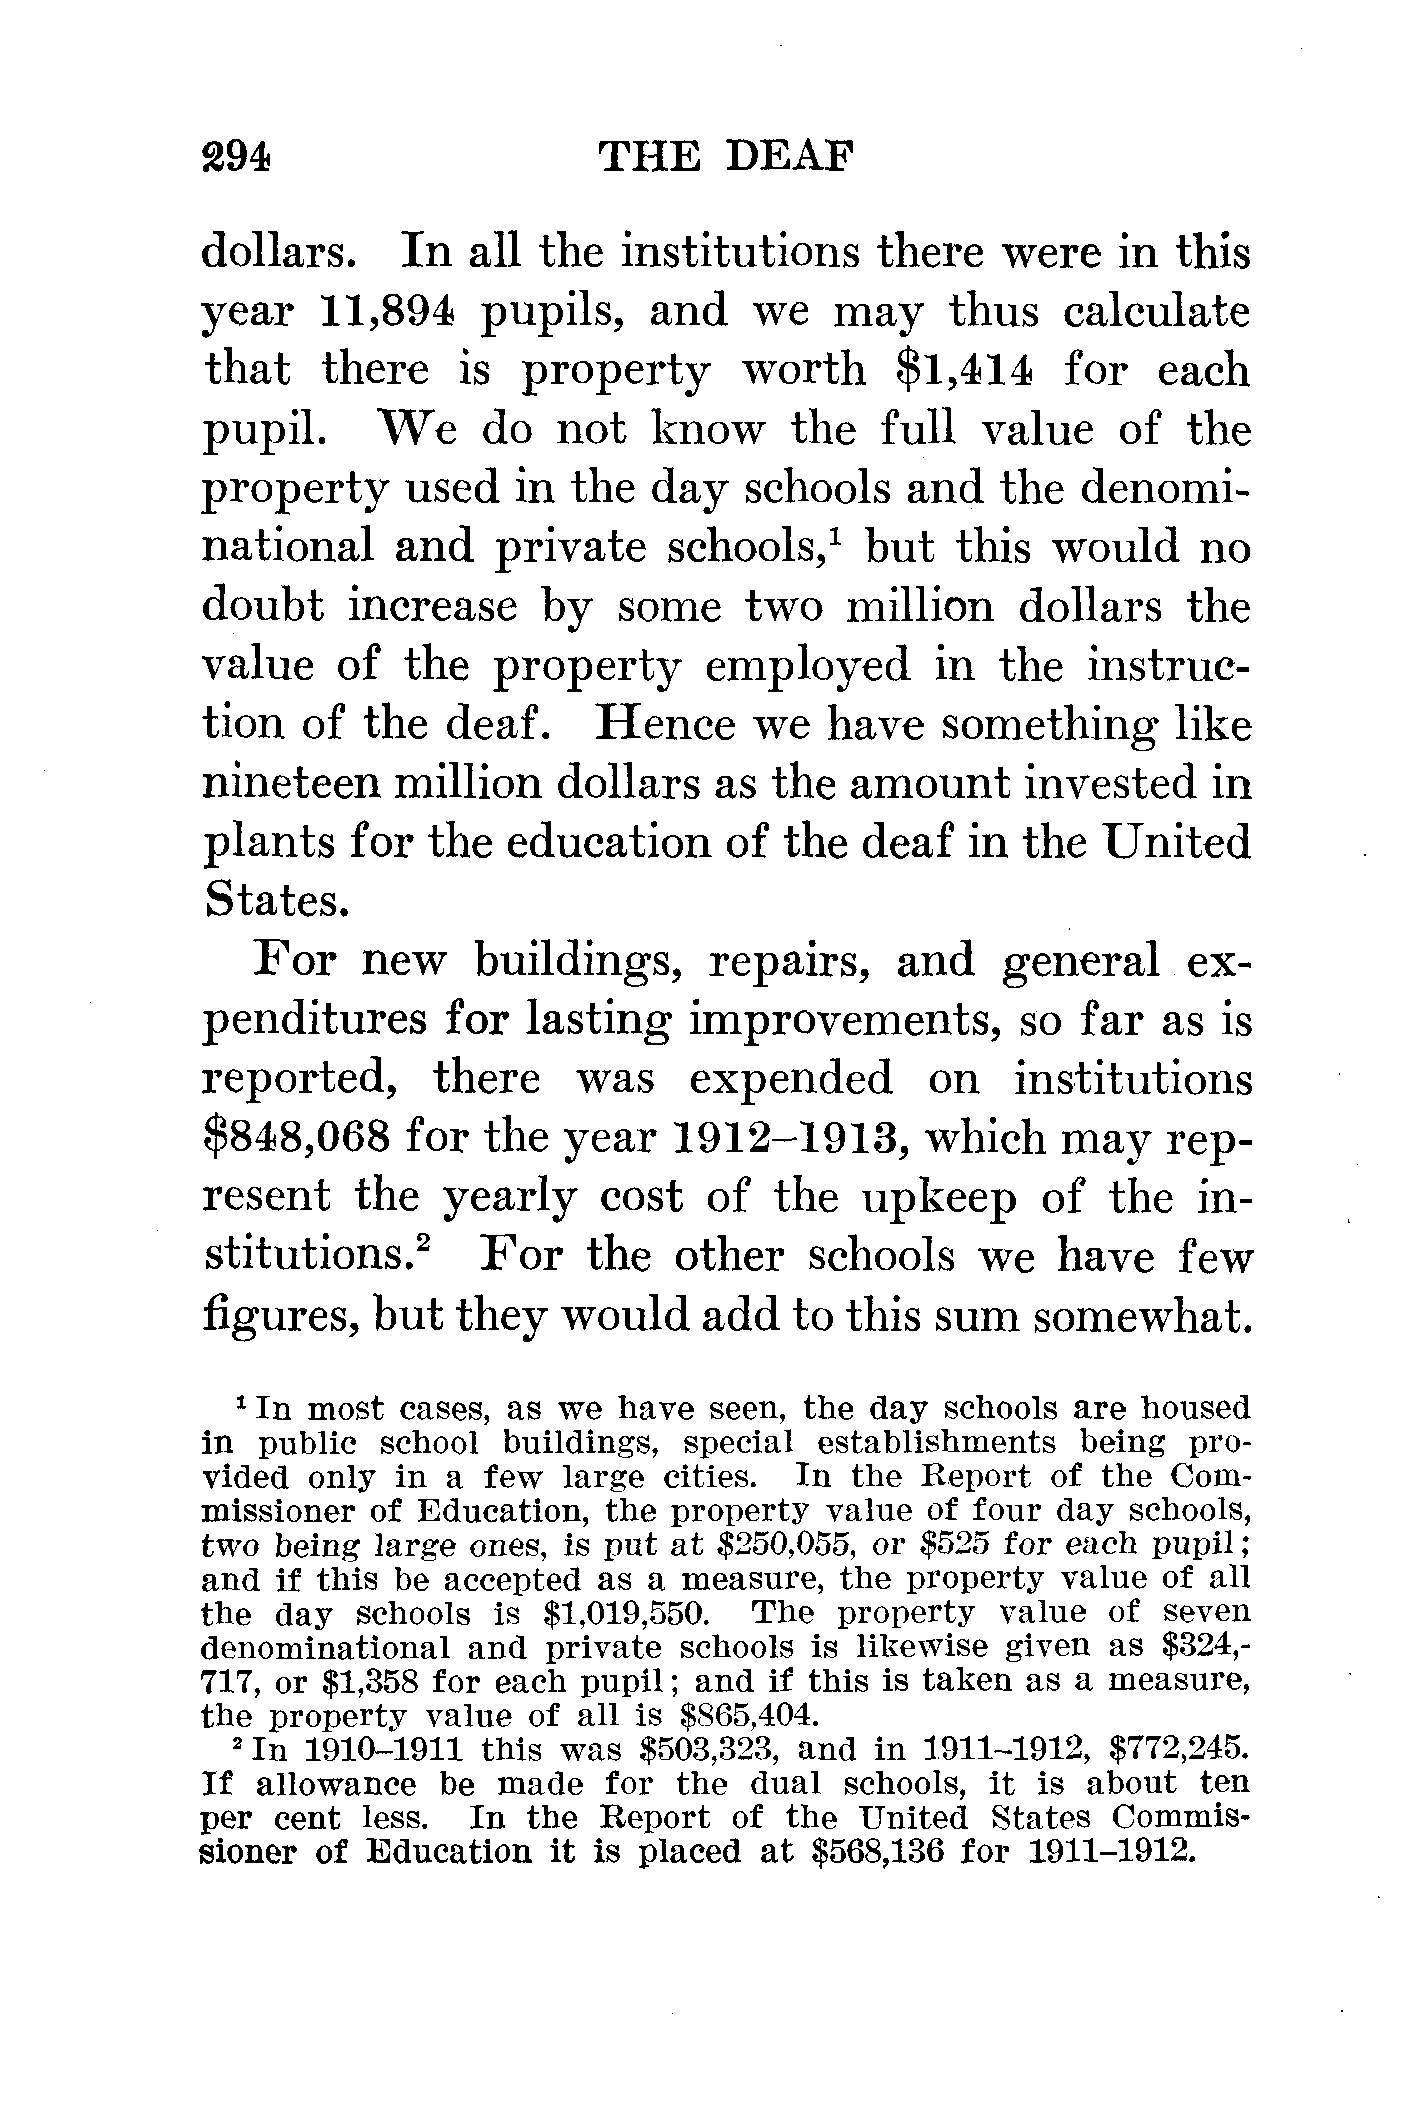 294 THE DEAF
dollars. In all the institutions there were in this
year 11,894 pupils, and we may thus calculate
that there is property worth $1,414 for each
pupil. We do not know the full value of the
property used in the day schools and the denomi-
national and private schools,¹ but this would no
doubt increase by some two million dollars the
value of the property employed in the instruc-
tion of the deaf. Hence we have something like
nineteen million dollars as the amount invested in
plants for the education of the deaf in the United
States.
For new buildings, repairs, and general ex-
penditures for lasting improvements, so far as is
reported, there was expended on institutions
$848,068 for the year 1912–1913, which may rep-
resent the yearly cost of the upkeep of the in-
stitutions.² For the other schools we have few
figures, but they would add to this sum somewhat.
¹ In most cases, as we have seen, the day schools are housed
in public school buildings, special establishments being pro-
vided only in a few large cities. In the Report of the Com-
missioner of Education, the property value of four day schools,
two being large ones, is put at $250,055, or $525 for each pupil;
and if this be accepted as a measure, the property value of all
the day schools is $1,019,550. The property value of seven
denominational and private schools is likewise given as $324,-
717, or $1,358 for each pupil; and if this is taken as a measure,
the property value of all is $865,404.
² In 1910–1911 this was $503,323, and in 1911–1912, $772,245.
If allowance be made for the dual schools, it is about ten
per cent less. In the Report of the United States Commis-
sioner of Education it is placed at $568,136 for 1911–1912.